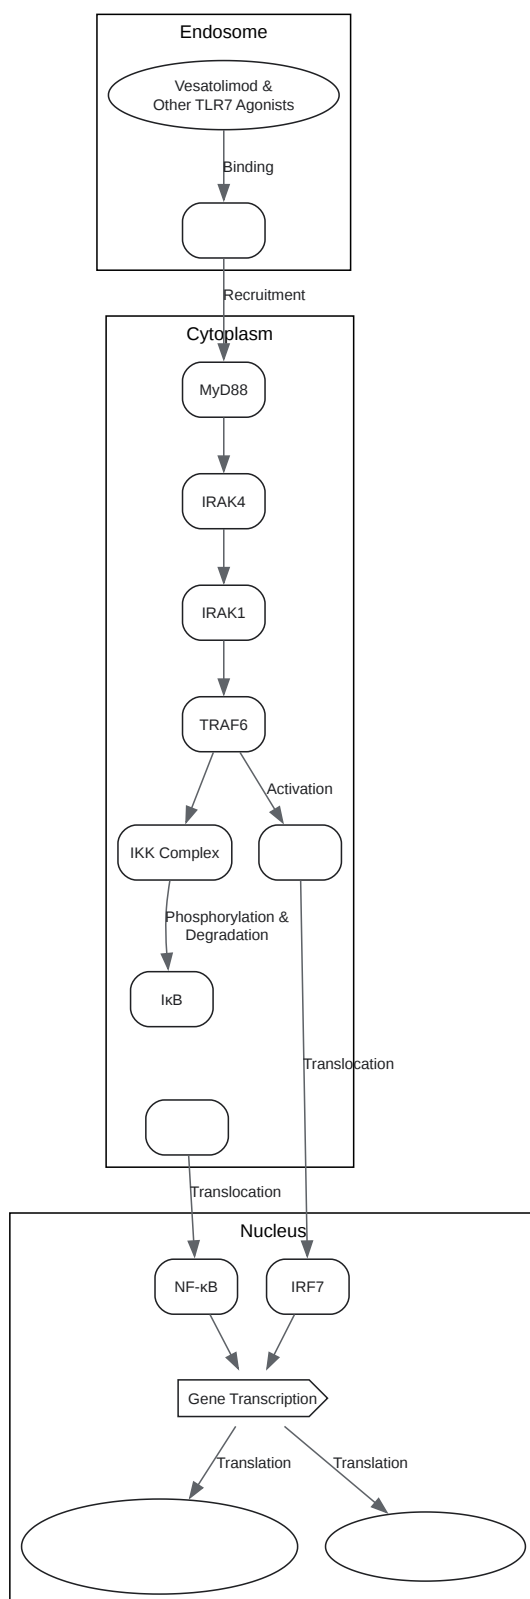 Endosome
Vesatolimod &
Other TLR7 Agonists
Binding
Recruitment
Cytoplasm
MyD88
IRAK4
IRAK1
TRAF6
Activation
IKK Complex
Phosphorylation &
Degradation
IκB
Translocation
Translocation
Nucleus
NF-κB
IRF7
Gene Transcription
Translation
Translation